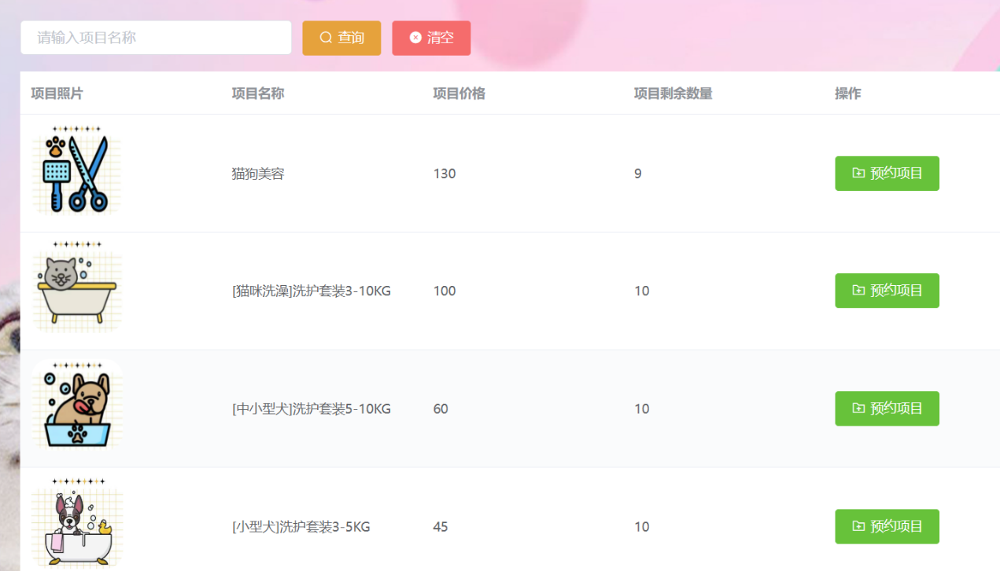 请输入项目名称 查询 清空
项目照片 项目名称 项目价格 项目剩余数量 操作
猫狗美容 130 9 预约项目
[猫咪洗澡]洗护套装3-10KG 100 10 预约项目
[中小型犬]洗护套装5-10KG 60 10 预约项目
[小型犬]洗护套装3-5KG 45 10 预约项目